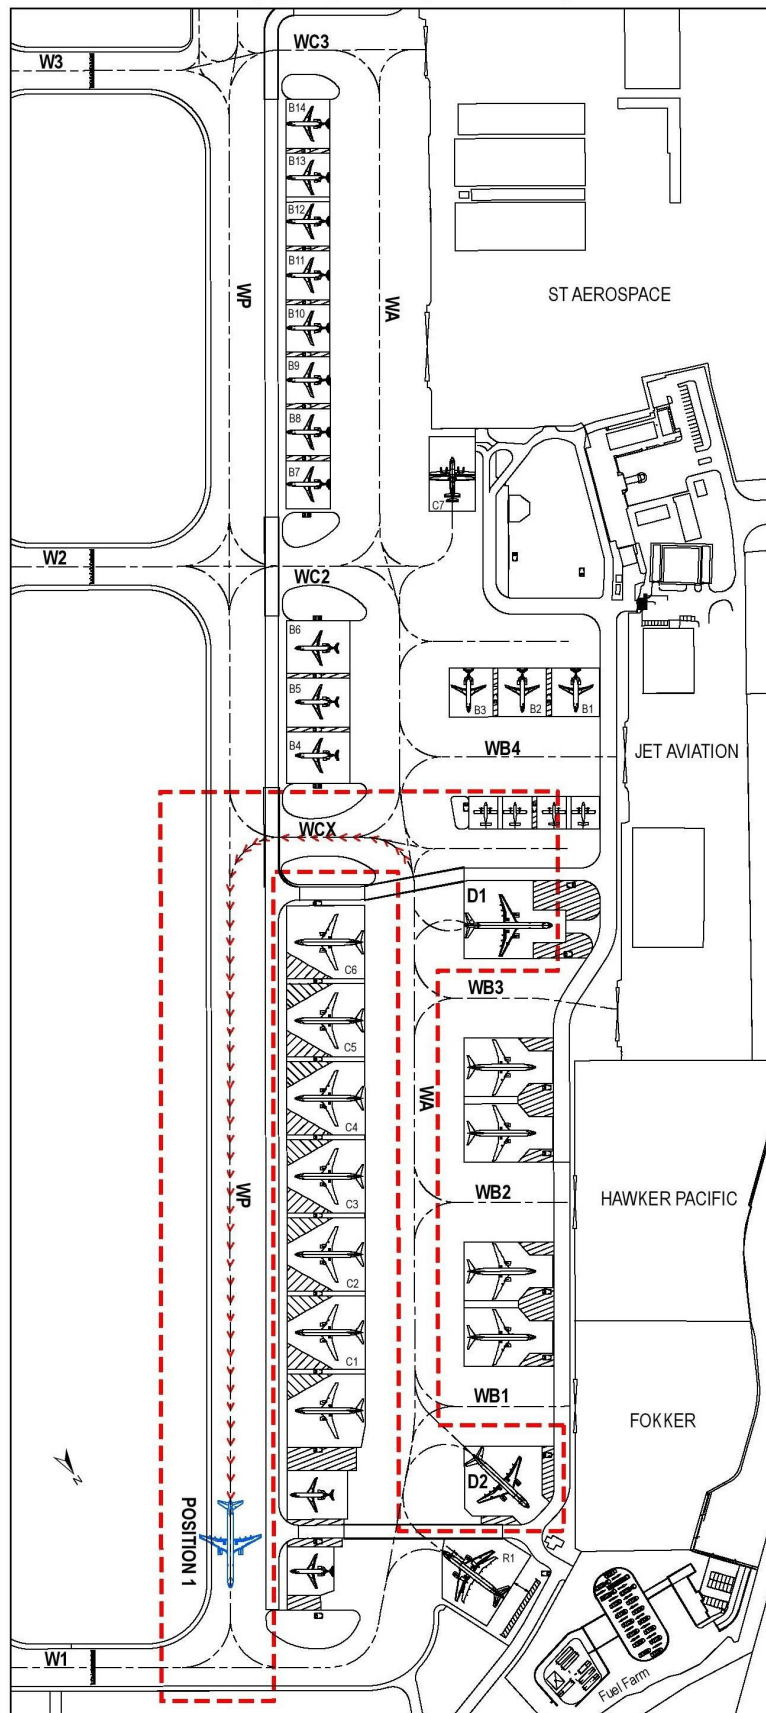 WC3
W3
B14
B13
B12
B11
B10
B9
B8
B7
WP
WA
ST AEROSPACE
C7
W2
WC2
B6
B5
B4
B3
B2
B1
WB4
JET AVIATION
WCX
D1
C6
C5
C4
C3
C2
C1
WB3
WA
WP
WB2
HAWKER PACIFIC
WB1
FOKKER
D2
N
POSITION 1
R1
W1
Fuel Farm